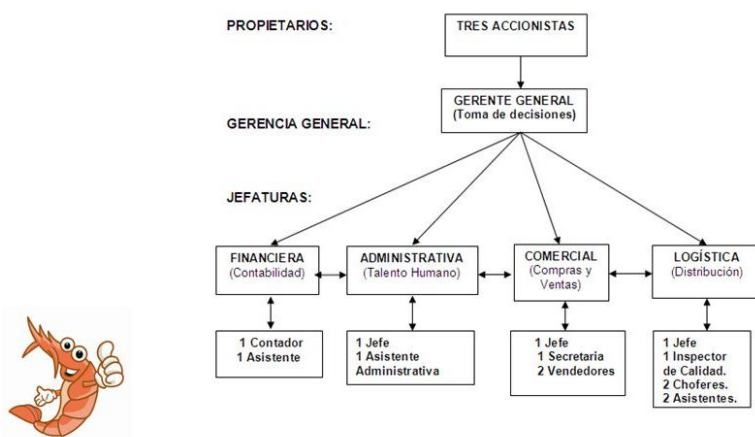 PROPIETARIOS:
TRES ACCIONISTAS
GERENCIA GENERAL:
GERENTE GENERAL
(Toma de decisiones)
JEFATURAS:
FINANCIERA
(Contabilidad)
ADMINISTRATIVA
(Talento Humano)
COMERCIAL
(Compras y
Ventas)
LOGÍSTICA
(Distribución)
1 Contador
1 Asistente
1 Jefe
1 Asistente
Administrativa
1 Jefe
1 Secretaria
2 Vendedores
1 Jefe
1 Inspector
de Calidad.
2 Choferes.
2 Asistentes.